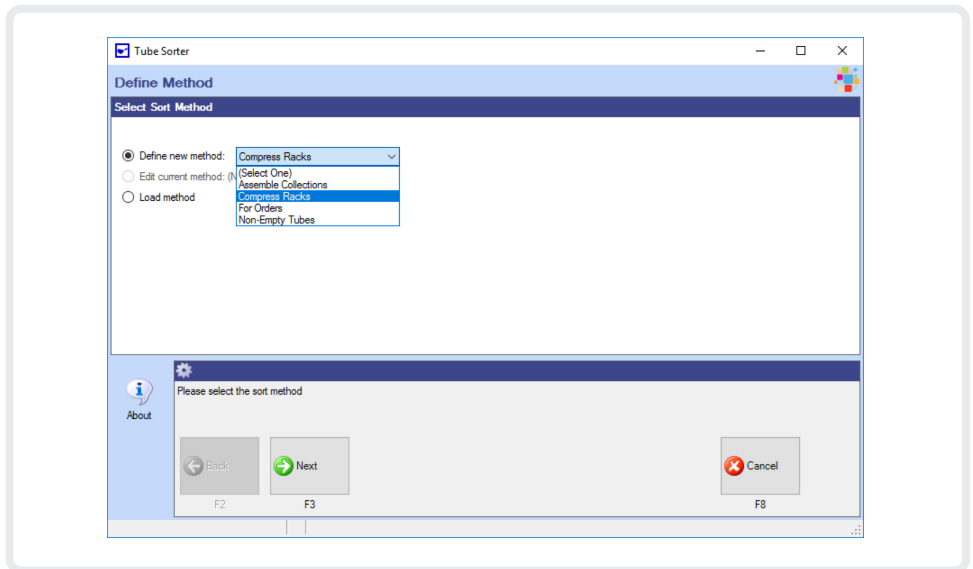 Tube Sorter
Define Method
Select Sort Method
Define new method: Compress Racks
(Select One)
Edit current method: (N
Assemble Collections
Load method Compress Racks
For Orders
Non-Empty Tubes
Please select the sort method
About
Back Next Cancel
F2 F3 F8